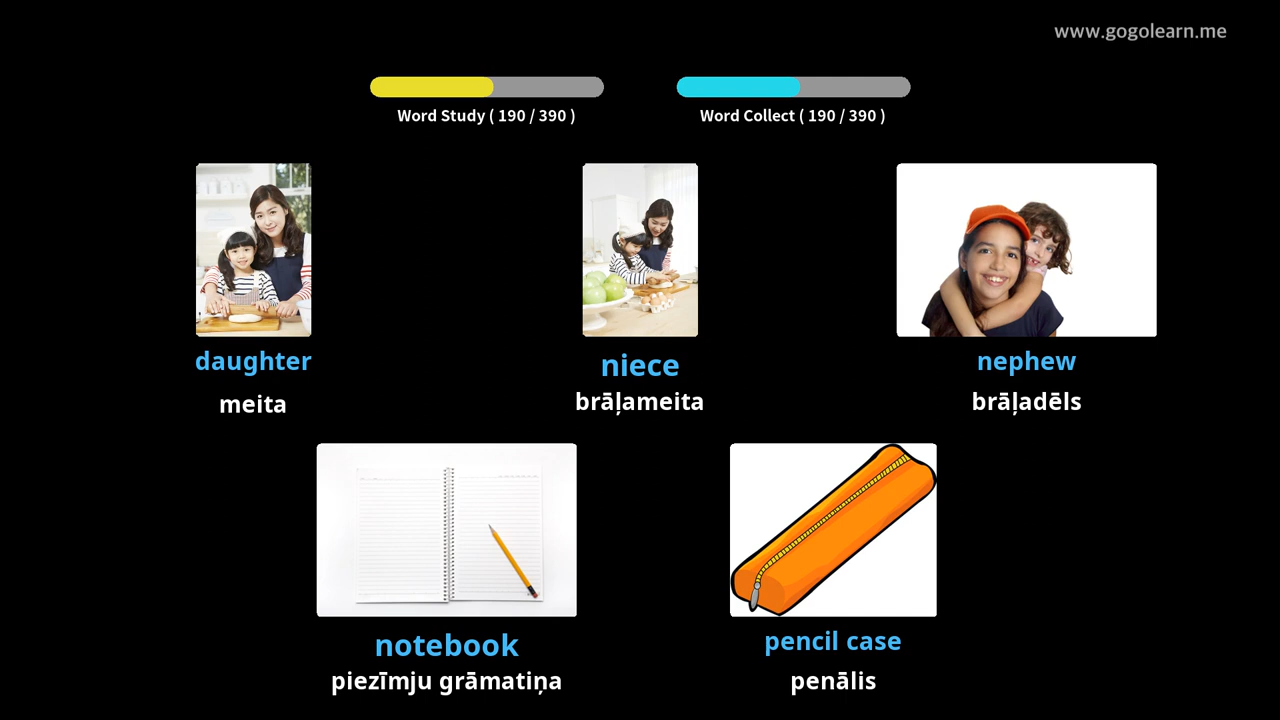 www.gogolearn.me
Word Study ( 190 / 390 )
Word Collect ( 190 / 390 )
daughter
meita
niece
brāļameita
nephew
brāļadēls
notebook
piezīmju grāmatiņa
pencil case
penālis